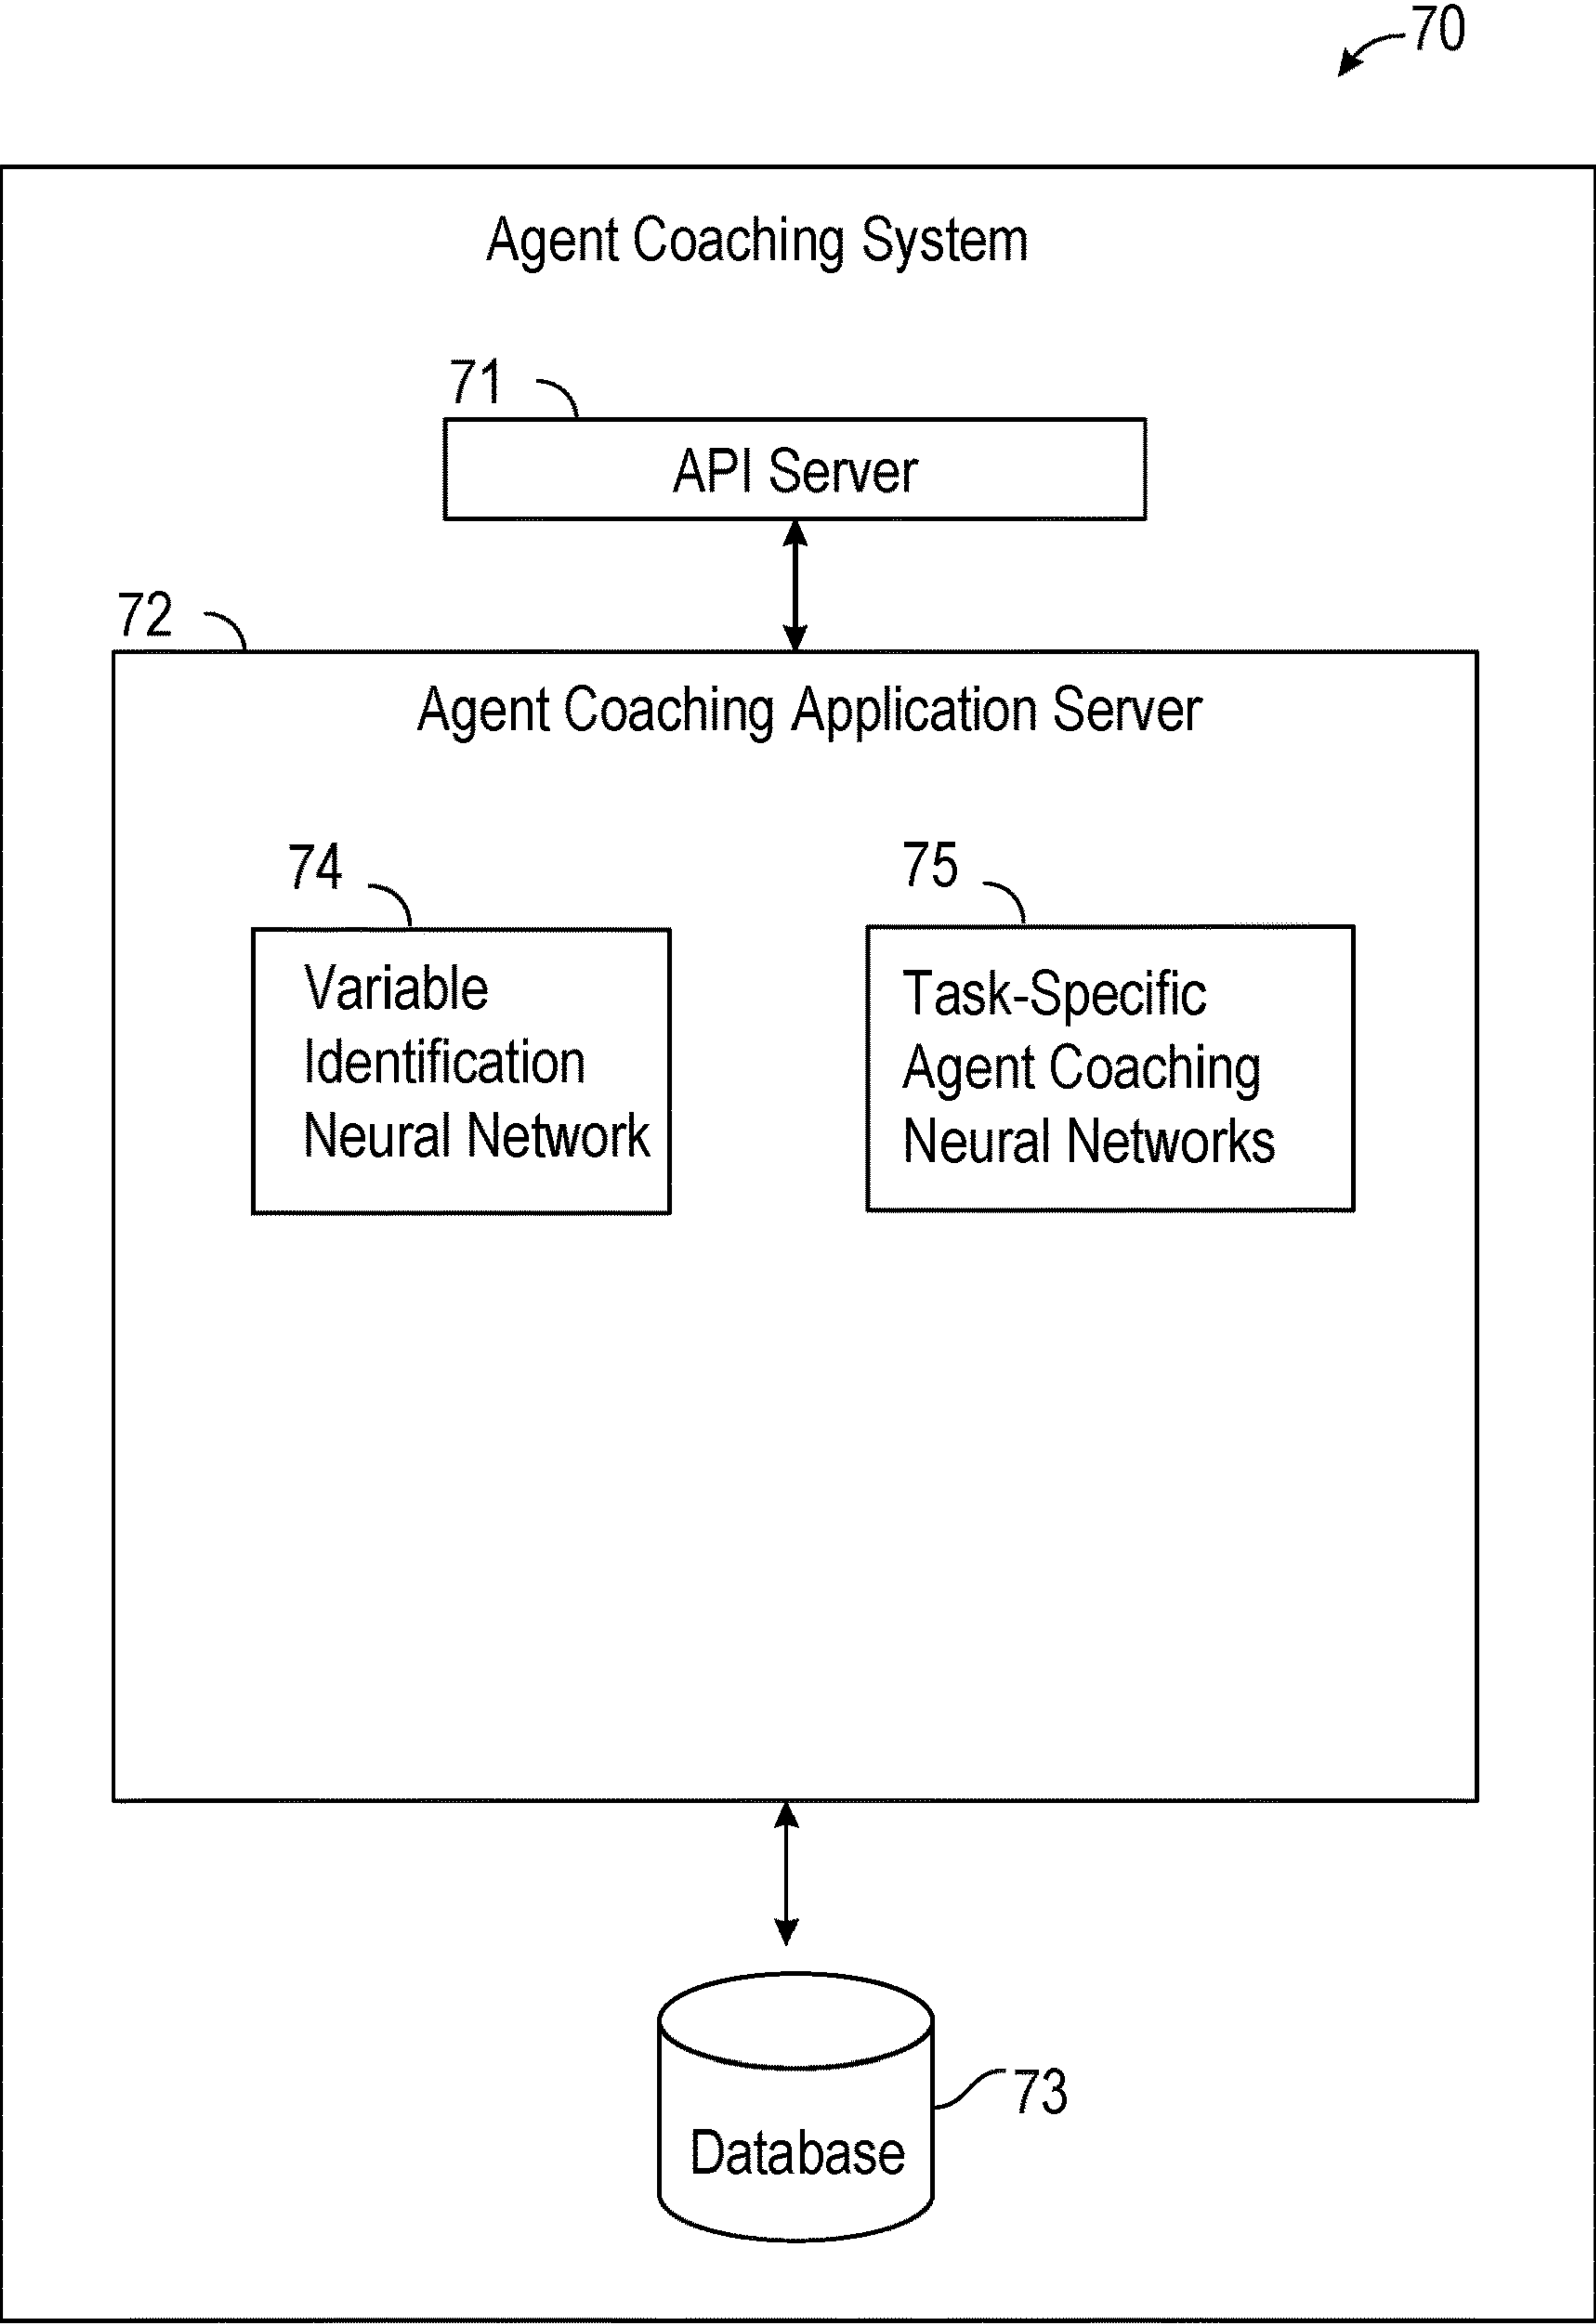 70
Agent Coaching System
71
API Server
72
Agent Coaching Application Server
74
Variable
Identification
Neural Network
75
Task-Specific
Agent Coaching
Neural Networks
73
Database